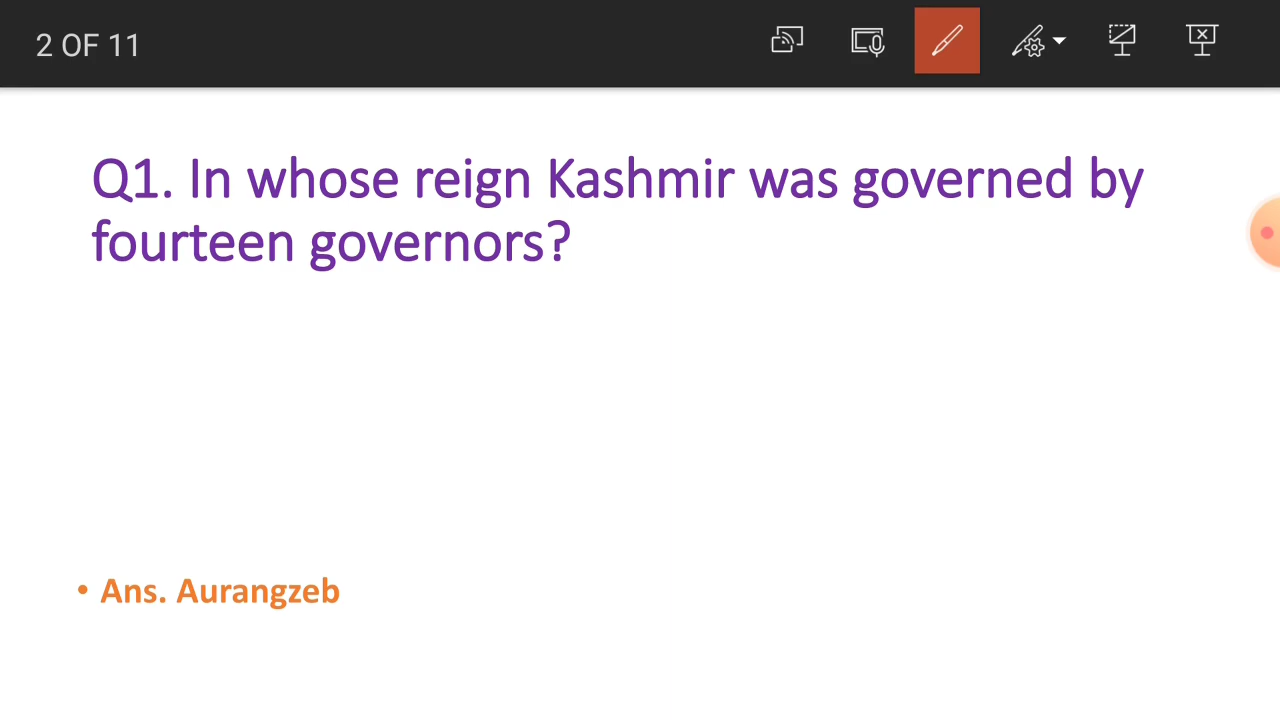 2 OF 11
Q1. In whose reign Kashmir was governed by
fourteen governors?
• Ans. Aurangzeb